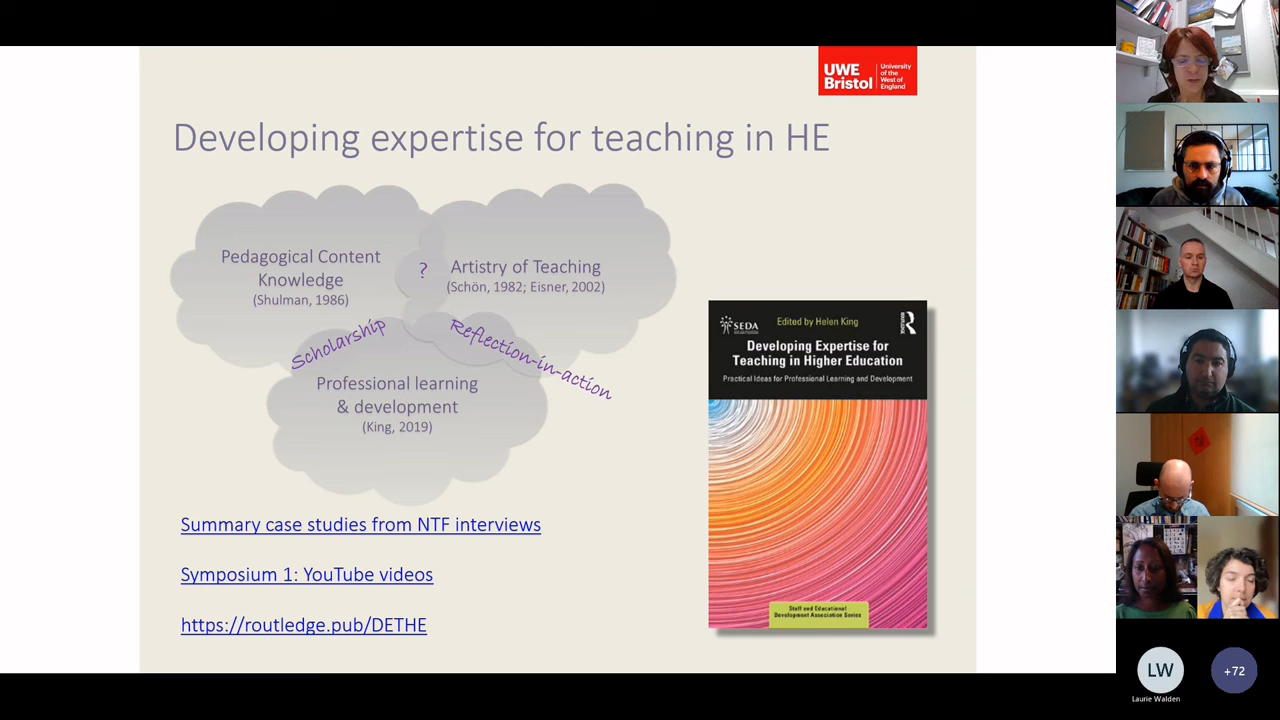 UWE
Bristol
University
of the
West of
England
Developing expertise for teaching in HE
Pedagogical Content
Knowledge
(Shulman, 1986)
?
Artistry of Teaching
(Schön, 1982; Eisner, 2002)
Scholarship
Reflection-in-action
Professional learning
& development
(King, 2019)
Summary case studies from NTF interviews
Symposium 1: YouTube videos
https://routledge.pub/DETHE
SEDA
Edited by Helen King
Developing Expertise for
Teaching in Higher Education
Practical Ideas for Professional Learning and Development
Staff and Educational
Development Association Series
LW
Laurie Walden
+72